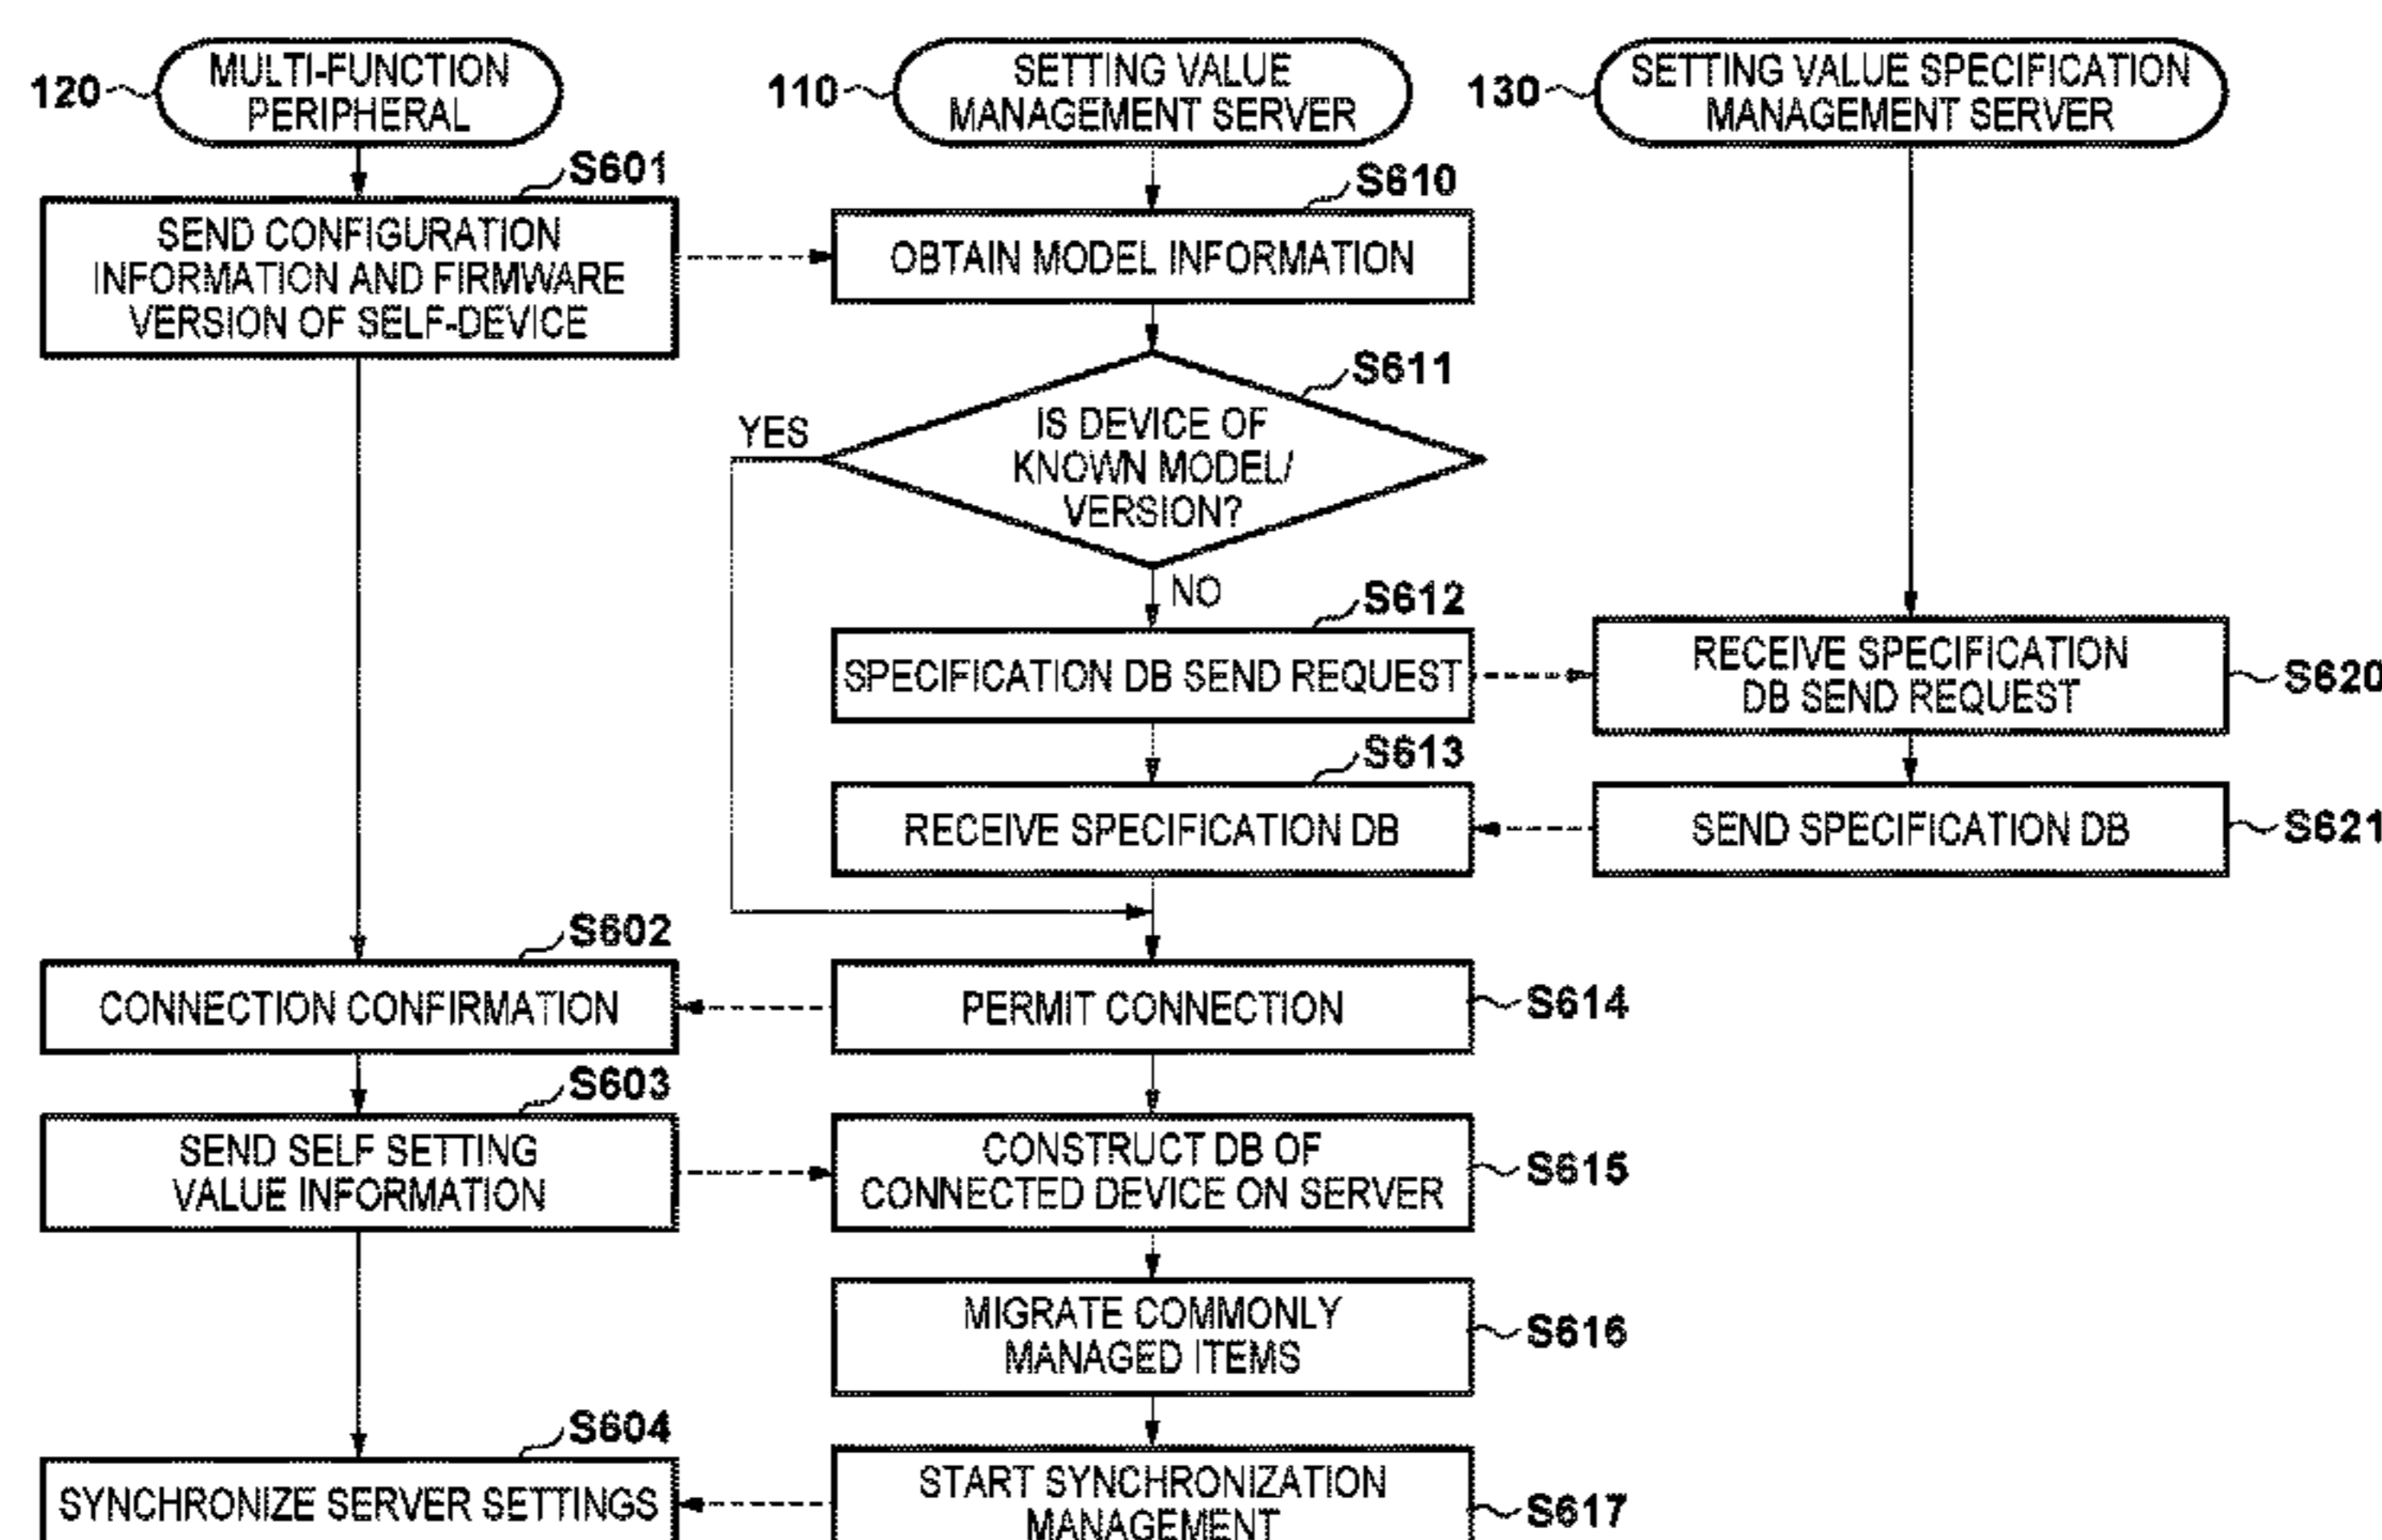 120
MULTI-FUNCTION
PERIPHERAL
110
SETTING VALUE
MANAGEMENT SERVER
130
SETTING VALUE SPECIFICATION
MANAGEMENT SERVER
S601
SEND CONFIGURATION
INFORMATION AND FIRMWARE
VERSION OF SELF-DEVICE
S610
OBTAIN MODEL INFORMATION
S611
IS DEVICE OF
KNOWN MODEL/
VERSION?
YES
NO
S612
SPECIFICATION DB SEND REQUEST
RECEIVE SPECIFICATION
DB SEND REQUEST
S620
S613
RECEIVE SPECIFICATION DB
SEND SPECIFICATION DB
S621
S602
CONNECTION CONFIRMATION
PERMIT CONNECTION
S614
S603
SEND SELF SETTING
VALUE INFORMATION
CONSTRUCT DB OF
CONNECTED DEVICE ON SERVER
S615
MIGRATE COMMONLY
MANAGED ITEMS
S616
S604
SYNCHRONIZE SERVER SETTINGS
START SYNCHRONIZATION
MANAGEMENT
S617